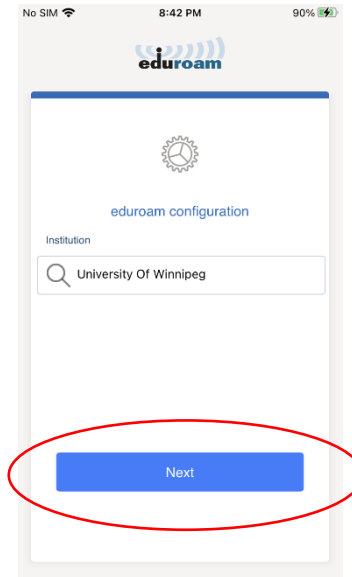 No SIM 8:42 PM 90%
eduroam
eduroam configuration
Institution
University Of Winnipeg
Next